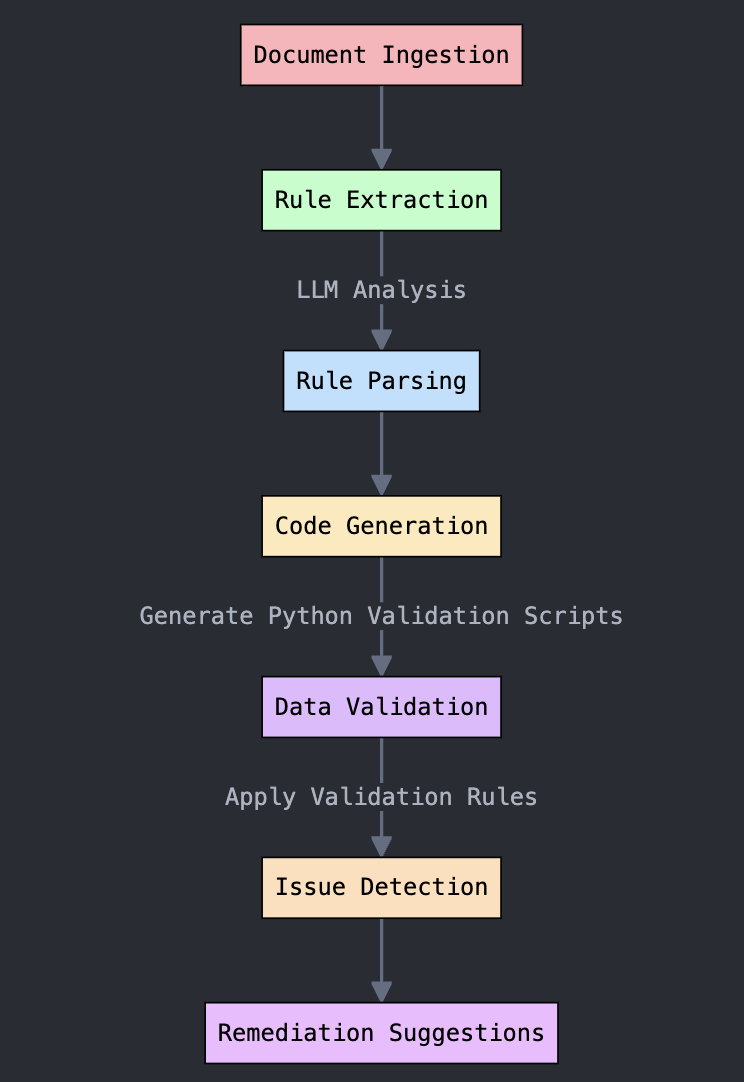 Document Ingestion
Rule Extraction
LLM Analysis
Rule Parsing
Code Generation
Generate Python Validation Scripts
Data Validation
Apply Validation Rules
Issue Detection
Remediation Suggestions